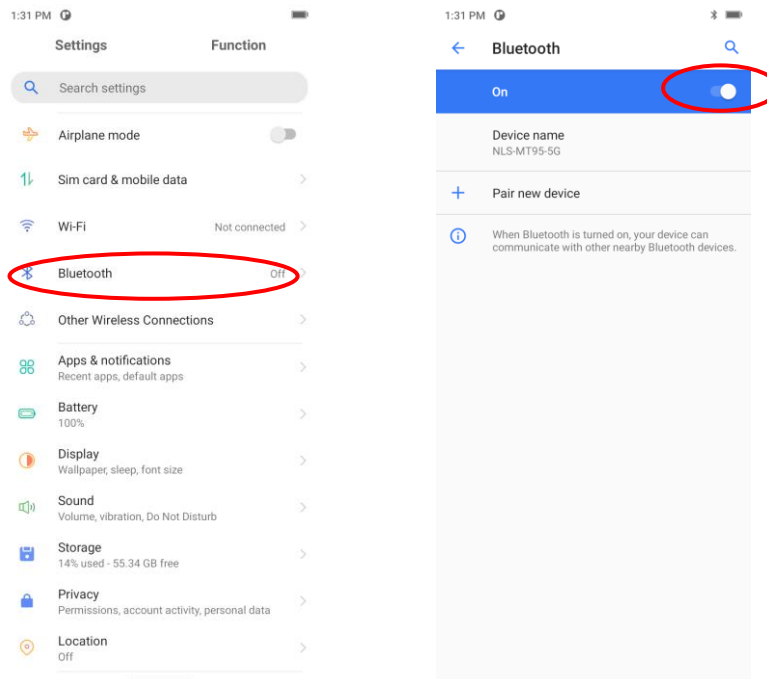 1:31 PM
Settings
Function
Search settings
Airplane mode
Sim card & mobile data
Wi-Fi
Not connected
Bluetooth
Off
Other Wireless Connections
Apps & notifications
Recent apps, default apps
Battery
100%
Display
Wallpaper, sleep, font size
Sound
Volume, vibration, Do Not Disturb
Storage
14% used - 55.34 GB free
Privacy
Permissions, account activity, personal data
Location
Off
1:31 PM
Bluetooth
On
Device name
NLS-MT95-5G
Pair new device
When Bluetooth is turned on, your device can
communicate with other nearby Bluetooth devices.